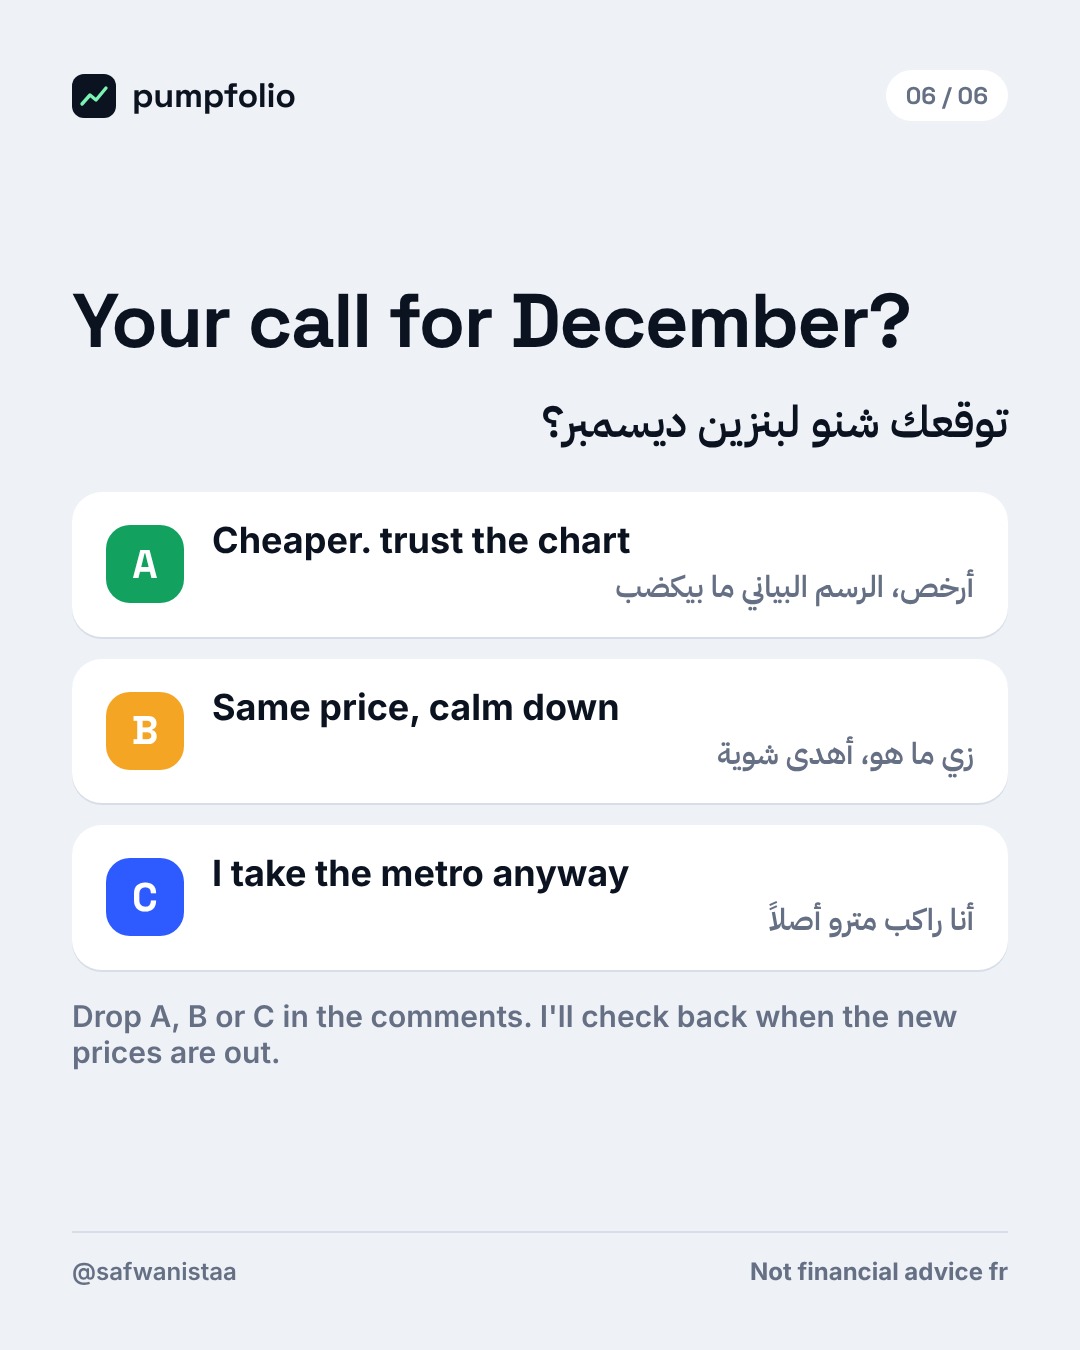 pumpfolio
06 / 06
Your call for December?
توقعك شنو لبنزين ديسمبر؟
A
Cheaper. trust the chart
أرخص، الرسم البياني ما بيكضب
B
Same price, calm down
زي ما هو، أهدى شوية
C
I take the metro anyway
أنا راكب مترو أصلاً
Drop A, B or C in the comments. I'll check back when the new
prices are out.
@safwanistaa
Not financial advice fr